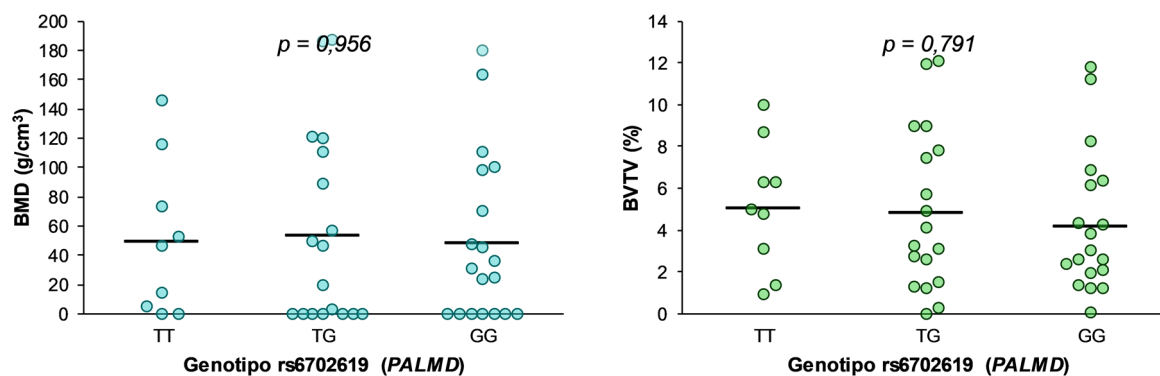 p = 0,956
BMD (g/cm³)
200
180
160
140
120
100
80
60
40
20
0
TT TG GG
Genotipo rs6702619 (PALMD)
p = 0,791
BVTV (%)
14
12
10
8
6
4
2
0
TT TG GG
Genotipo rs6702619 (PALMD)